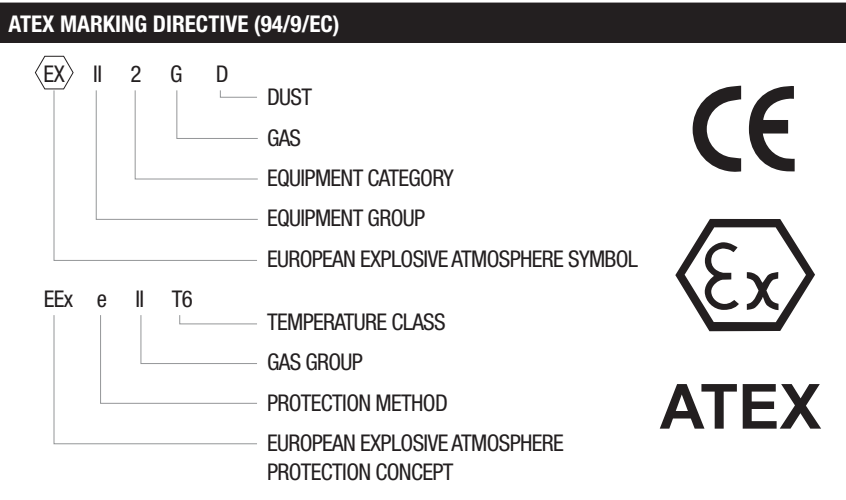 ATEX MARKING DIRECTIVE (94/9/EC)
EX II 2 G D
DUST
GAS
EQUIPMENT CATEGORY
EQUIPMENT GROUP
EUROPEAN EXPLOSIVE ATMOSPHERE SYMBOL
EEx e II T6
TEMPERATURE CLASS
GAS GROUP
PROTECTION METHOD
EUROPEAN EXPLOSIVE ATMOSPHERE
PROTECTION CONCEPT
CE
Ex
ATEX